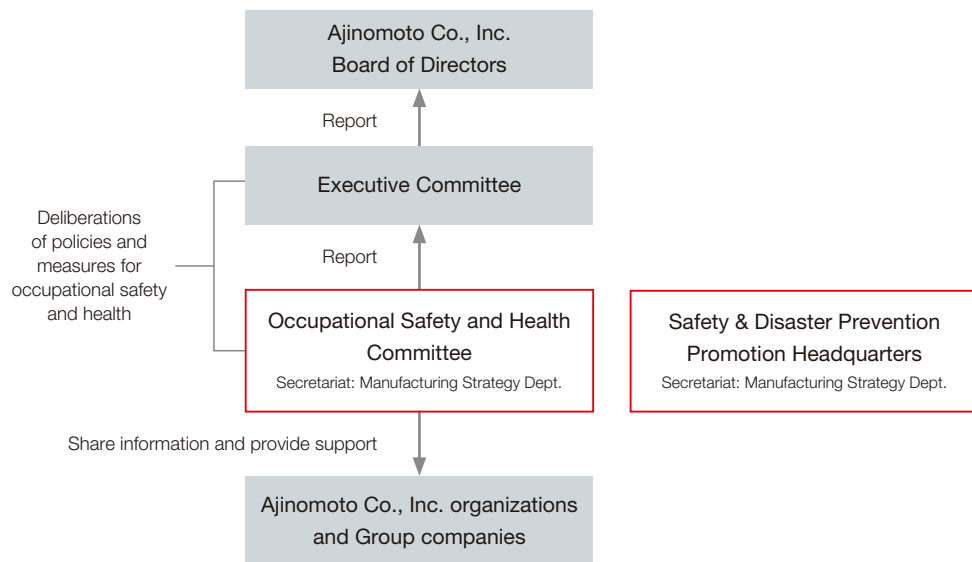 Ajinomoto Co., Inc.
Board of Directors
Report
Executive Committee
Deliberations
of policies and
measures for
occupational safety
and health
Report
Occupational Safety and Health
Committee
Secretariat: Manufacturing Strategy Dept.
Safety & Disaster Prevention
Promotion Headquarters
Secretariat: Manufacturing Strategy Dept.
Share information and provide support
Ajinomoto Co., Inc. organizations
and Group companies